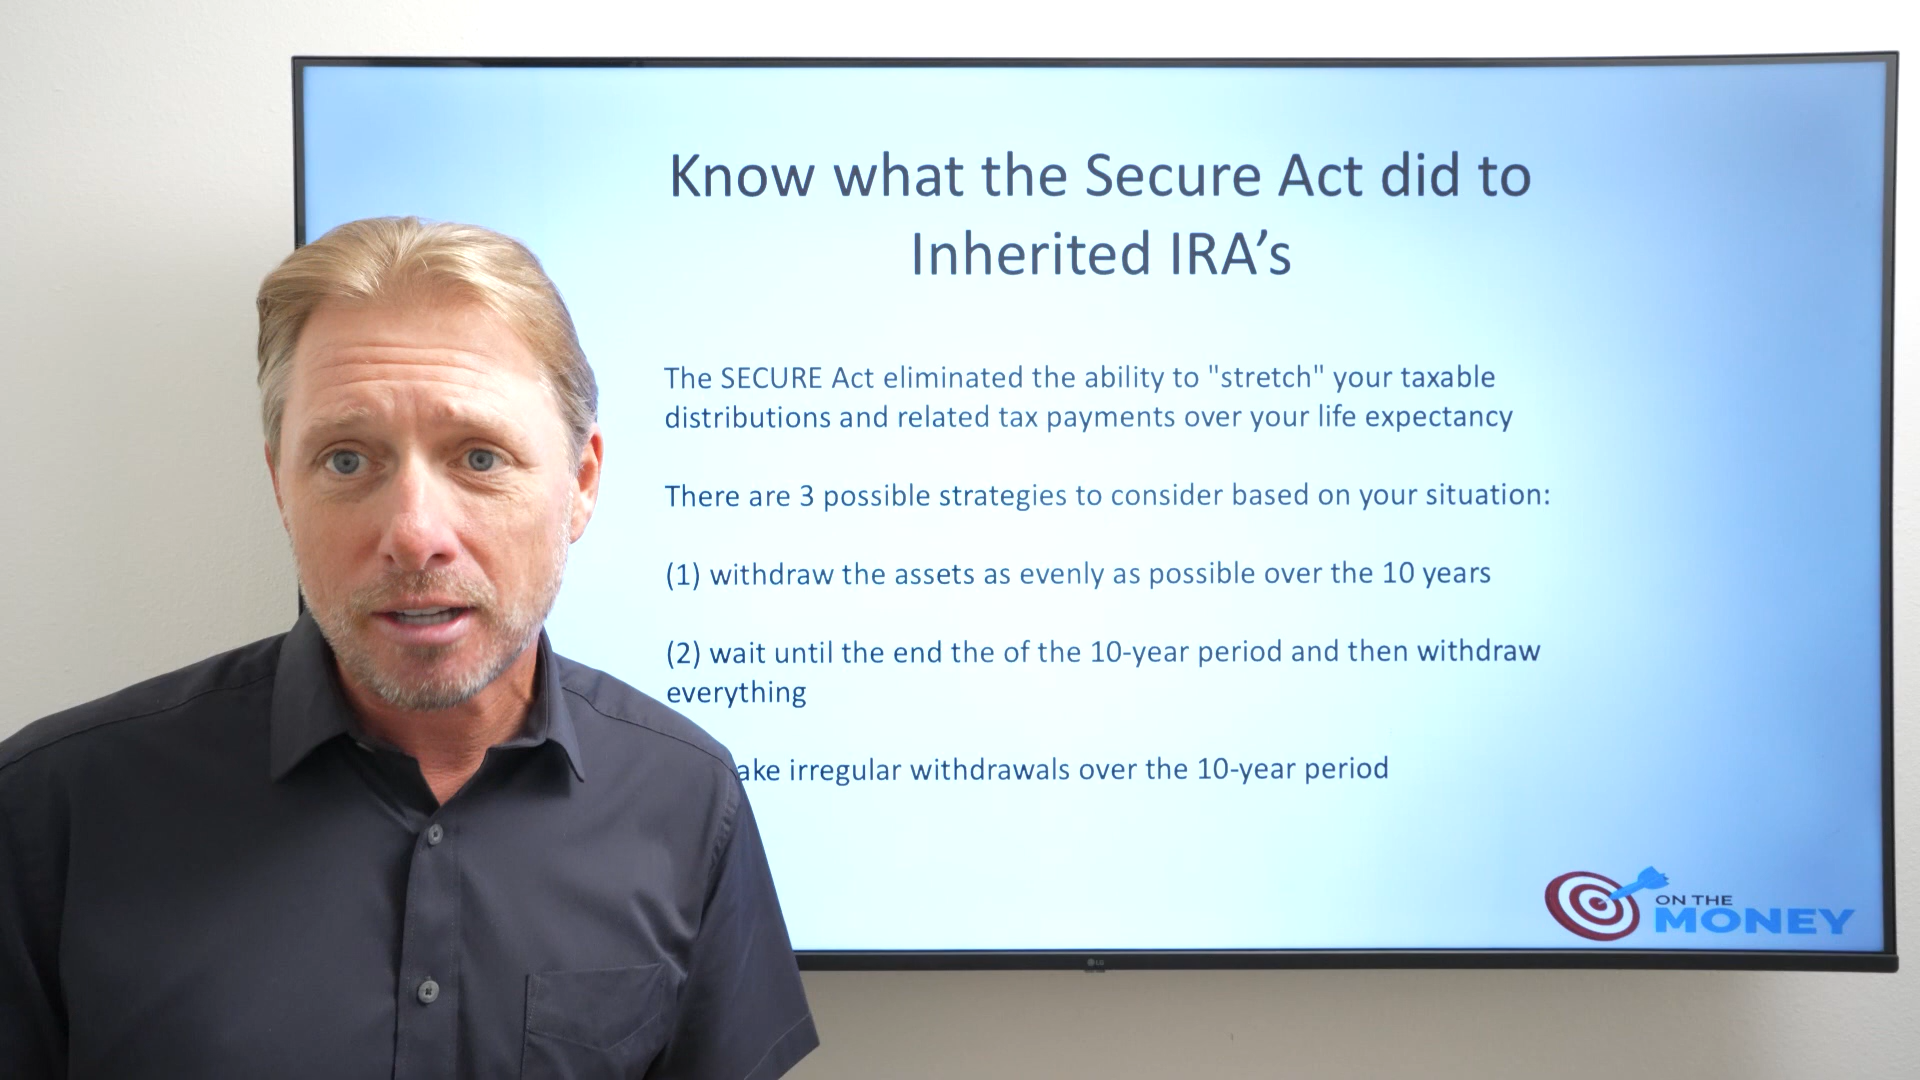 Know what the Secure Act did to
Inherited IRA’s
The SECURE Act eliminated the ability to "stretch" your taxable
distributions and related tax payments over your life expectancy
There are 3 possible strategies to consider based on your situation:
(1) withdraw the assets as evenly as possible over the 10 years
(2) wait until the end the of the 10-year period and then withdraw
everything
irregular withdrawals over the 10-year period
ON THE
MONEY
LG